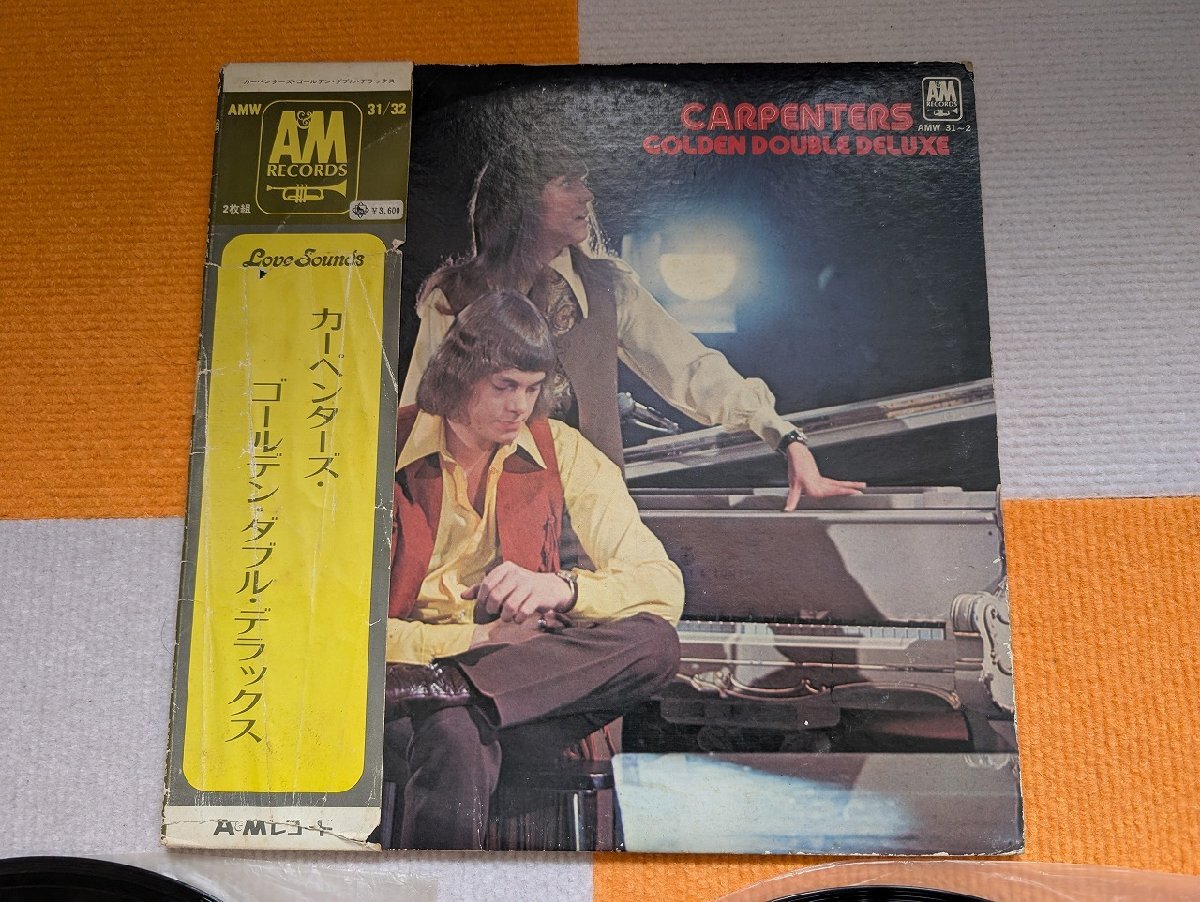 カーペンターズ・ゴールデン・ダブル・デラックス
AMW 31/32
A&M
RECORDS
2枚組
¥3,600
Love Sounds
カーペンターズ・
ゴールデン・ダブル・デラックス
A&Mレコード
CARPENTERS
GOLDEN DOUBLE DELUXE
A&M
RECORDS
AMW 31~2